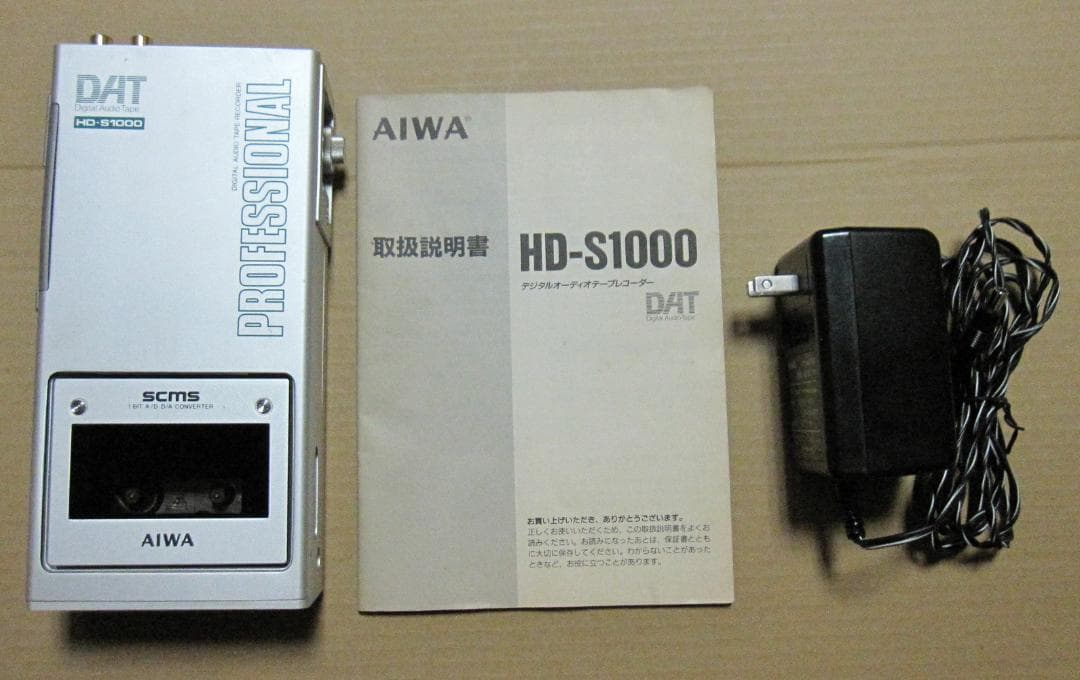 DAT
Digital Audio Tape
HD-S1000
DIGITAL AUDIO TAPE RECORDER
PROFESSIONAL
SCMS
1 BIT A/D D/A CONVERTER
AIWA
AIWA®
取扱説明書
HD-S1000
デジタルオーディオテープレコーダー
DAT
Digital Audio Tape
お買い上げいただき、ありがとうございます。
正しくお使いいただくため、この取扱説明書をよくお
読みください。お読みになったあとは、保証書とともに
大切に保存してください。わからないことがあった
ときなど、お役に立つことがあります。